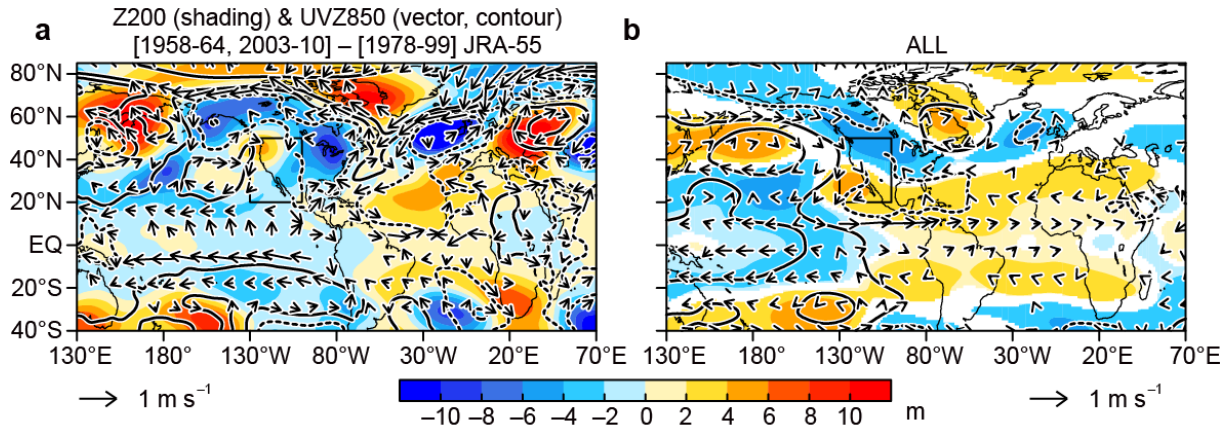 Z200 (shading) & UVZ850 (vector, contour)
a [1958-64, 2003-10] – [1978-99] JRA-55
b ALL
80°N
60°N
40°N
20°N
EQ
20°S
40°S
130°E 180° 130°W 80°W 30°W 20°E 70°E
130°E 180° 130°W 80°W 30°W 20°E 70°E
1 m s⁻¹
−10 −8 −6 −4 −2 0 2 4 6 8 10 m
1 m s⁻¹